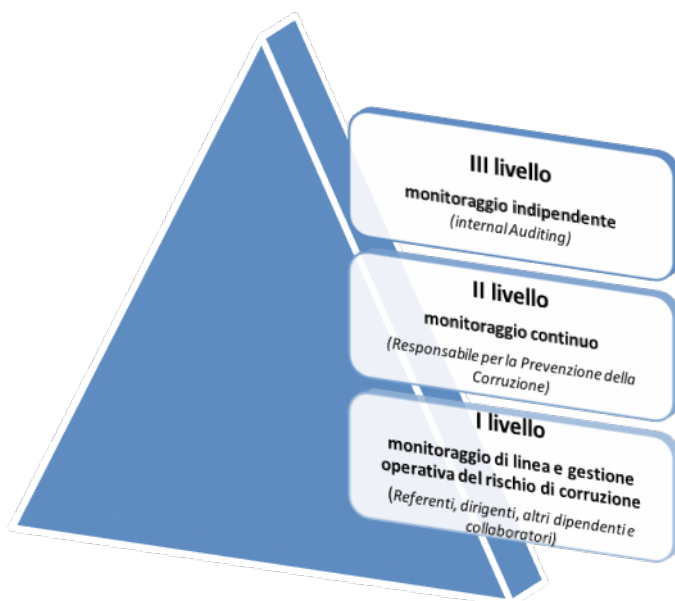 III livello
monitoraggio indipendente
(internal Auditing)
II livello
monitoraggio continuo
(Responsabile per la Prevenzione della
Corruzione)
I livello
monitoraggio di linea e gestione
operativa del rischio di corruzione
(Referenti, dirigenti, altri dipendenti e
collaboratori)